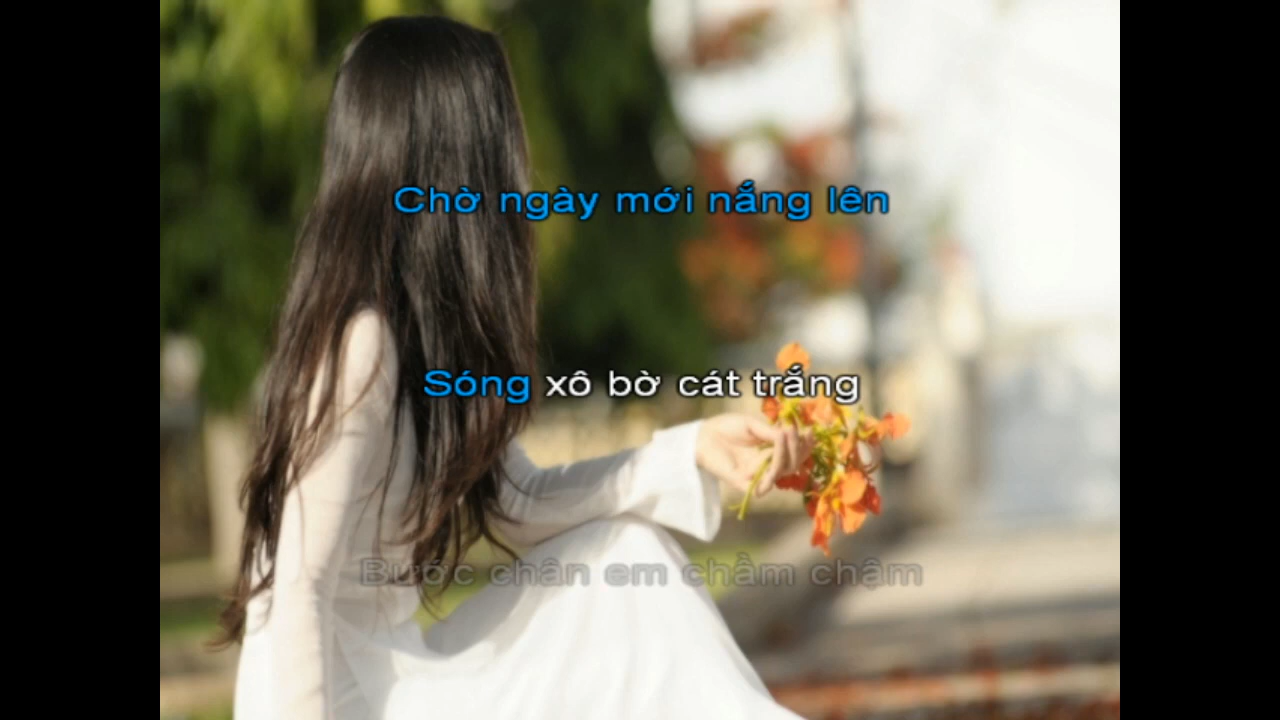 Chờ ngày mới nắng lên
Sóng xô bờ cát trắng
Bước chân em chầm chậm